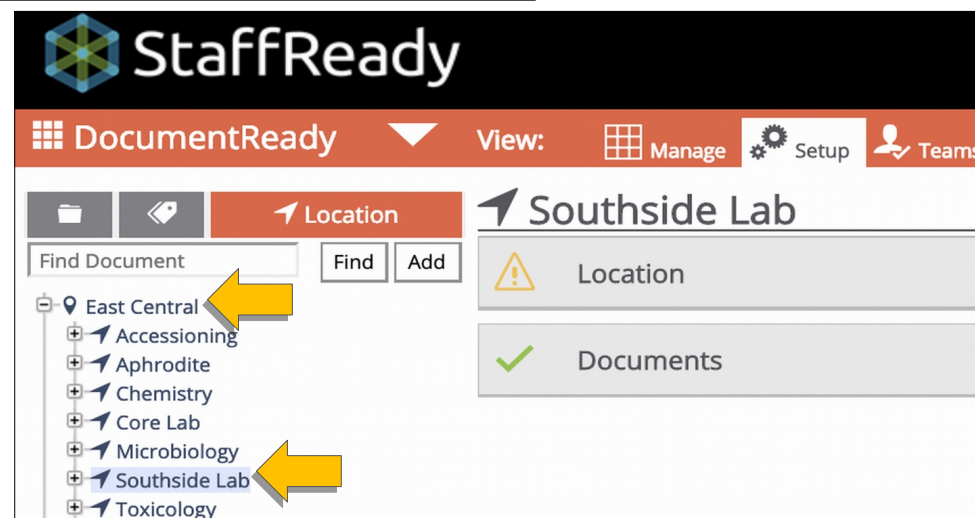 StaffReady
DocumentReady
View:
Manage
Setup
Teams
Location
Southside Lab
Find Document
Find
Add
Location
East Central
Accessioning
Aphrodite
Documents
Chemistry
Core Lab
Microbiology
Southside Lab
Toxicology